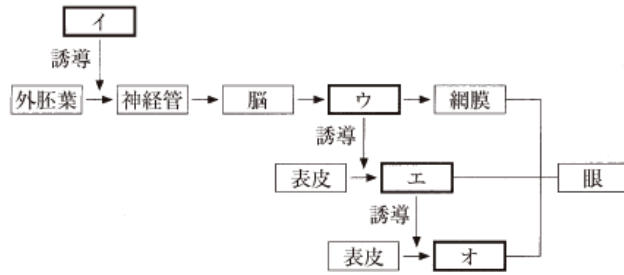 イ
誘導
外胚葉 神経管 脳 ウ 網膜
誘導
表皮 エ 眼
誘導
表皮 オ